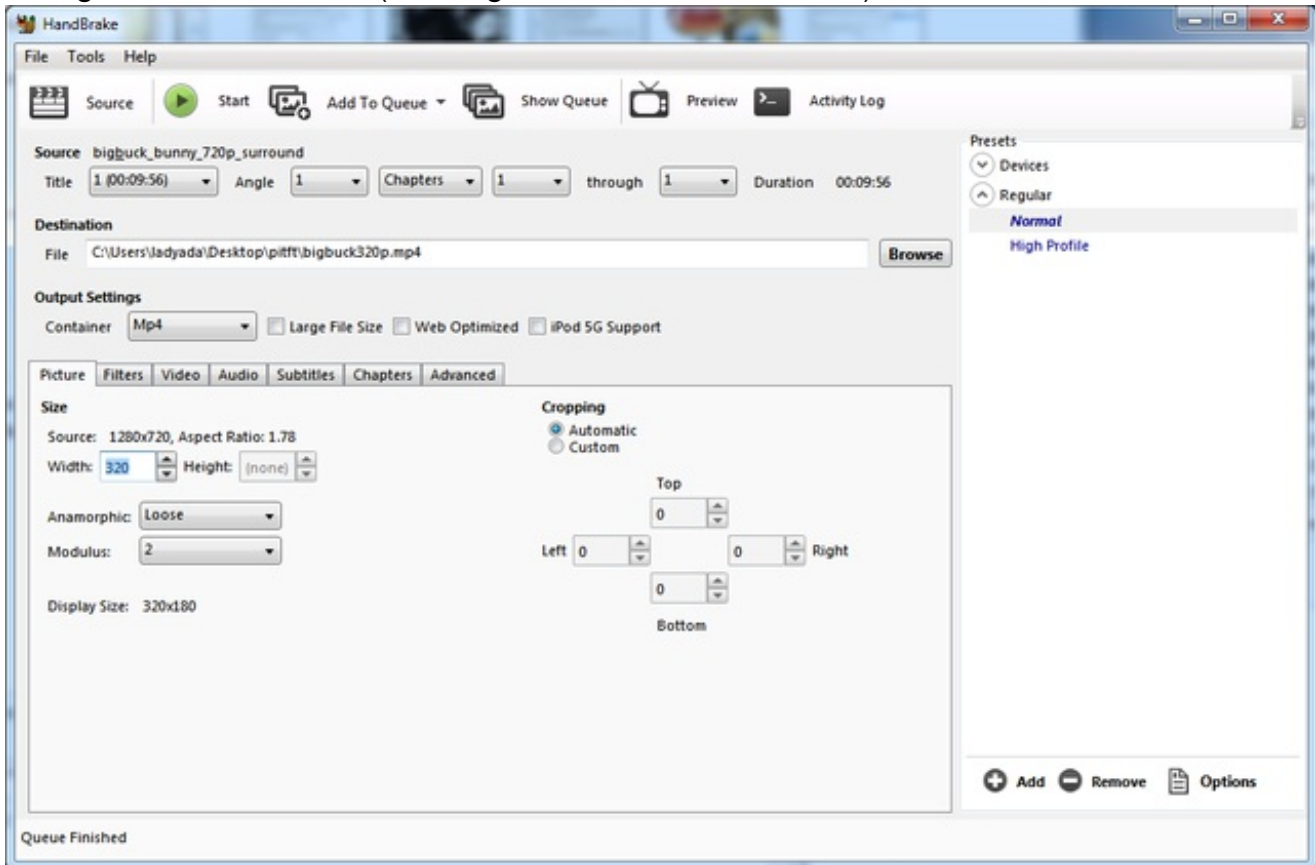 HandBrake
File Tools Help
Source Start Add To Queue Show Queue Preview Activity Log
Source bigbuck_bunny_720p_surround
Title 1 (00:09:56) Angle 1 Chapters 1 through 1 Duration 00:09:56
Destination
File C:\Users\ladyada\Desktop\pitft\bigbuck320p.mp4 Browse
Output Settings
Container Mp4 Large File Size Web Optimized iPod 5G Support
Picture Filters Video Audio Subtitles Chapters Advanced
Size
Source: 1280x720, Aspect Ratio: 1.78
Width: 320 Height: (none)
Anamorphic: Loose
Modulus: 2
Display Size: 320x180
Cropping
Automatic
Custom
Top
0
Left 0 0 Right
0
Bottom
Presets
Devices
Regular
Normal
High Profile
Add Remove Options
Queue Finished